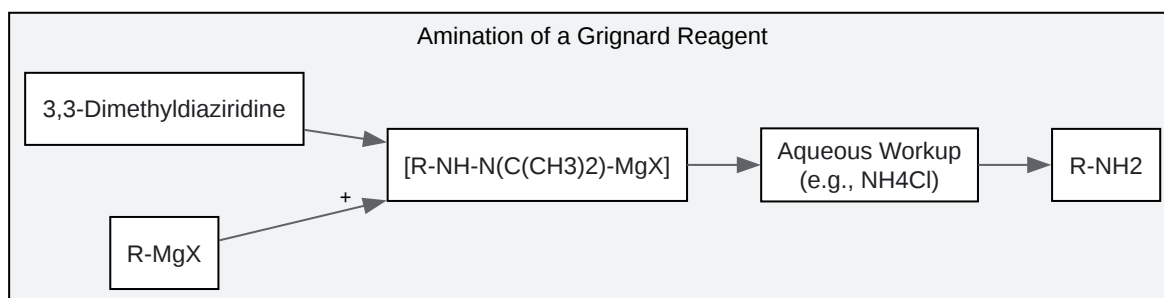 Amination of a Grignard Reagent
3,3-Dimethyldiaziridine
[R-NH-N(C(CH3)2)-MgX]
Aqueous Workup
(e.g., NH4Cl)
R-NH2
+
R-MgX